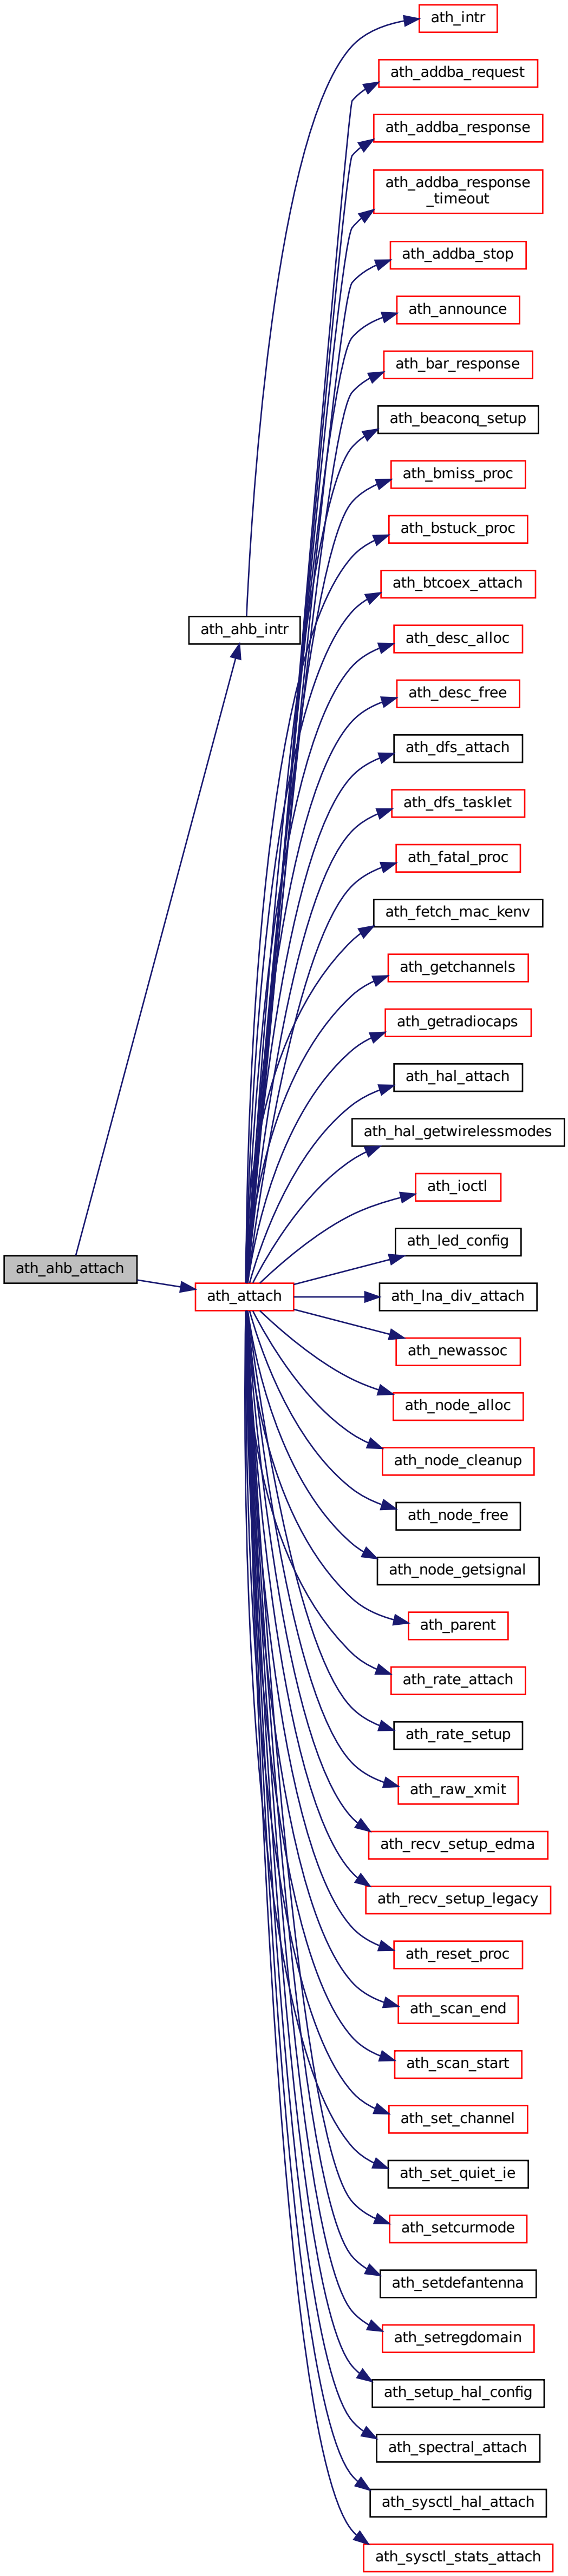 ath_intr
ath_addba_request
ath_addba_response
ath_addba_response
_timeout
ath_addba_stop
ath_announce
ath_bar_response
ath_beaconq_setup
ath_bmiss_proc
ath_bstuck_proc
ath_btcoex_attach
ath_ahb_intr
ath_desc_alloc
ath_desc_free
ath_dfs_attach
ath_dfs_tasklet
ath_fatal_proc
ath_fetch_mac_kenv
ath_getchannels
ath_getradiocaps
ath_hal_attach
ath_hal_getwirelessmodes
ath_ioctl
ath_led_config
ath_ahb_attach
ath_attach
ath_lna_div_attach
ath_newassoc
ath_node_alloc
ath_node_cleanup
ath_node_free
ath_node_getsignal
ath_parent
ath_rate_attach
ath_rate_setup
ath_raw_xmit
ath_recv_setup_edma
ath_recv_setup_legacy
ath_reset_proc
ath_scan_end
ath_scan_start
ath_set_channel
ath_set_quiet_ie
ath_setcurmode
ath_setdefantenna
ath_setregdomain
ath_setup_hal_config
ath_spectral_attach
ath_sysctl_hal_attach
ath_sysctl_stats_attach